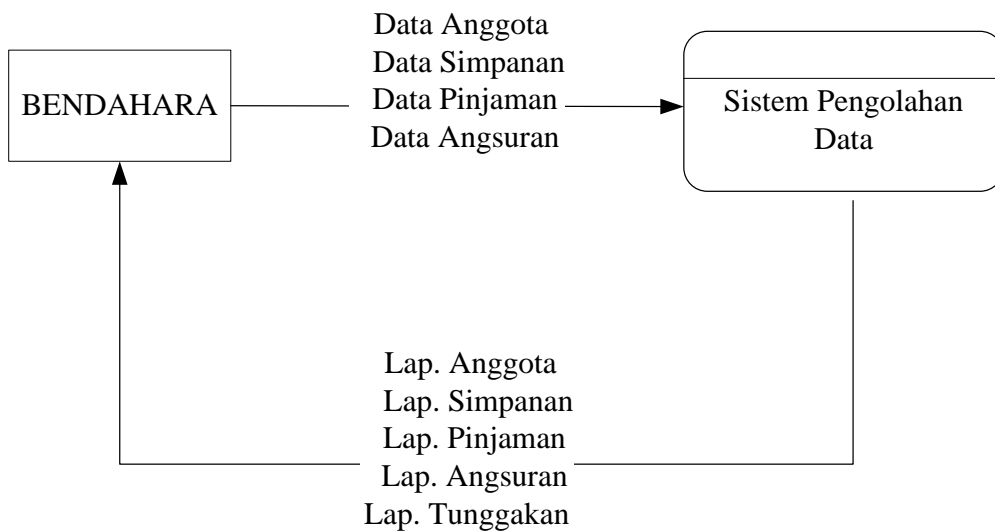 BENDAHARA
Data Anggota
Data Simpanan
Data Pinjaman
Data Angsuran
Sistem Pengolahan
Data
Lap. Anggota
Lap. Simpanan
Lap. Pinjaman
Lap. Angsuran
Lap. Tunggakan